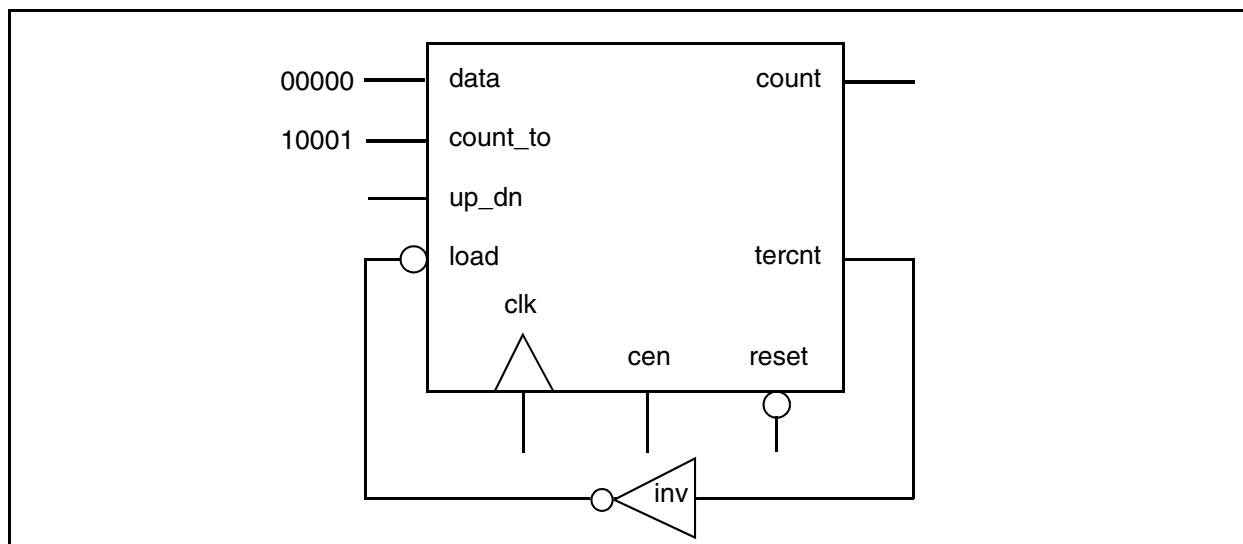 00000 data count
10001 count_to
up_dn
load tercnt
clk
cen reset
inv